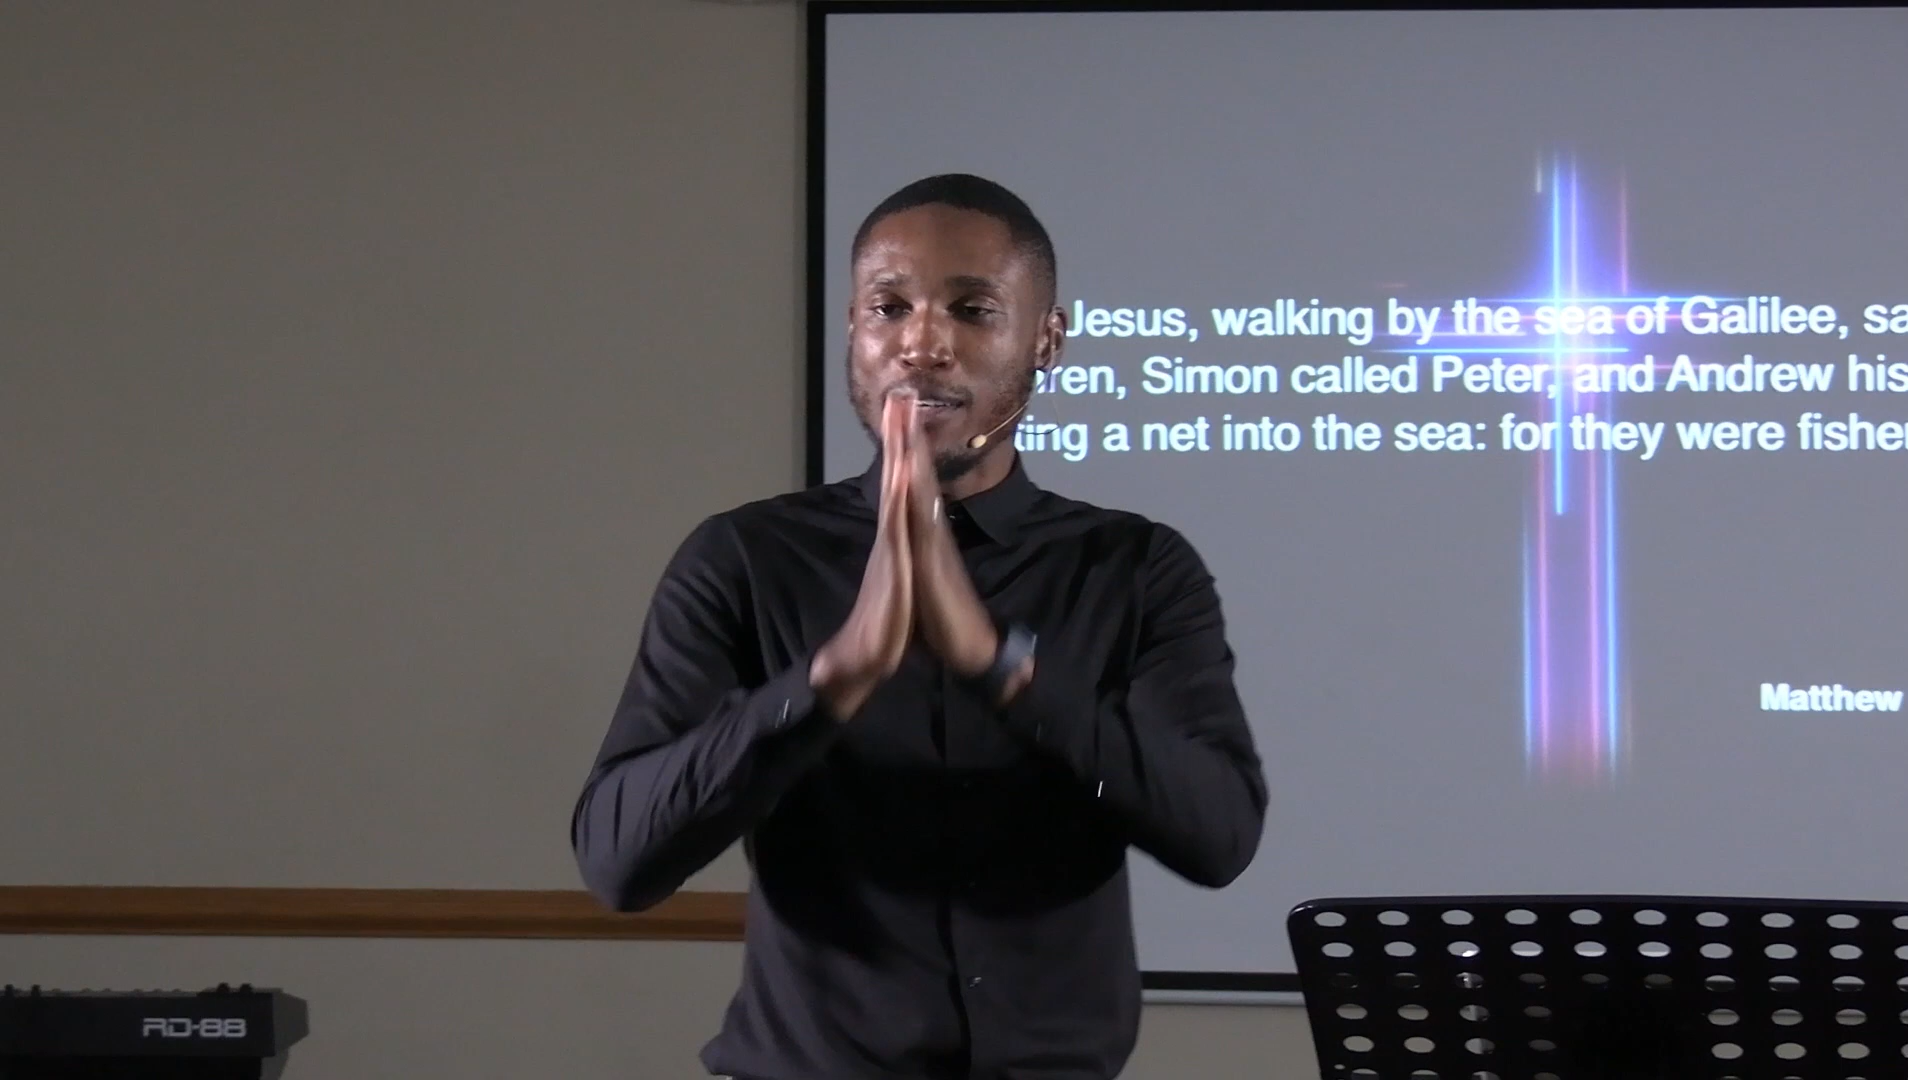 Jesus, walking by the sea of Galilee, sa
ren, Simon called Peter, and Andrew his
ting a net into the sea: for they were fishe
Matthew
RD-88